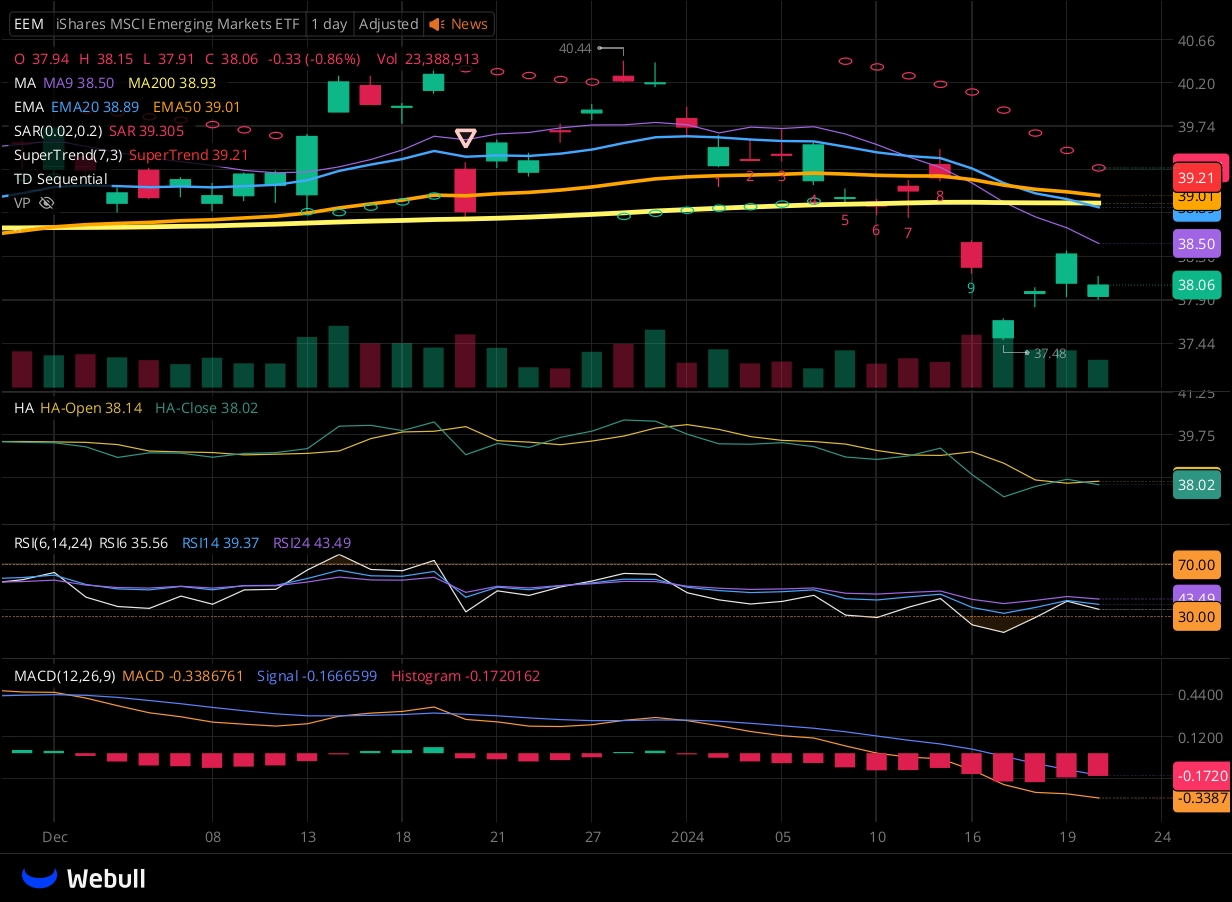 EEM iShares MSCI Emerging Markets ETF 1 day Adjusted News
O 37.94 H 38.15 L 37.91 C 38.06 -0.33 (-0.86%) Vol 23,388,913
MA MA9 38.50 MA200 38.93
EMA EMA20 38.89 EMA50 39.01
SAR(0.02,0.2) SAR 39.305
SuperTrend(7,3) SuperTrend 39.21
TD Sequential
VP
40.44
1 2 3 4 5 6 7 8 9
37.48
40.66
40.20
39.74
39.21
39.01
38.89
38.50
38.30
38.06
37.90
37.44
HA HA-Open 38.14 HA-Close 38.02
41.25
39.75
38.02
RSI(6,14,24) RSI6 35.56 RSI14 39.37 RSI24 43.49
70.00
43.49
30.00
MACD(12,26,9) MACD -0.3386761 Signal -0.1666599 Histogram -0.1720162
0.4400
0.1200
-0.1720
-0.3387
Dec 08 13 18 21 27 2024 05 10 16 19 24
Webull